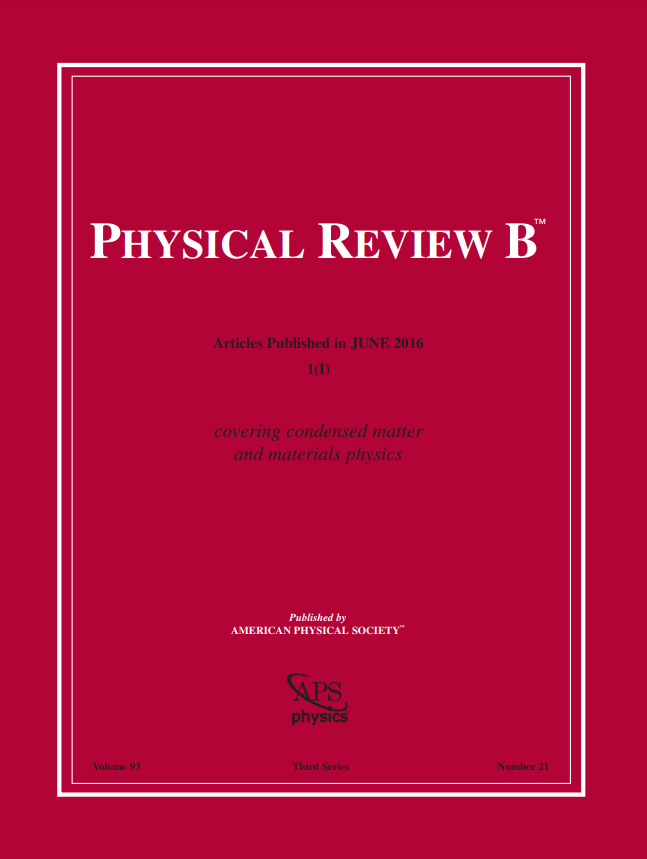 PHYSICAL REVIEW B™
Articles Published in JUNE 2016
1(I)
covering condensed matter
and materials physics
Published by
AMERICAN PHYSICAL SOCIETY™
APS
physics
Volume 93 Third Series Number 21